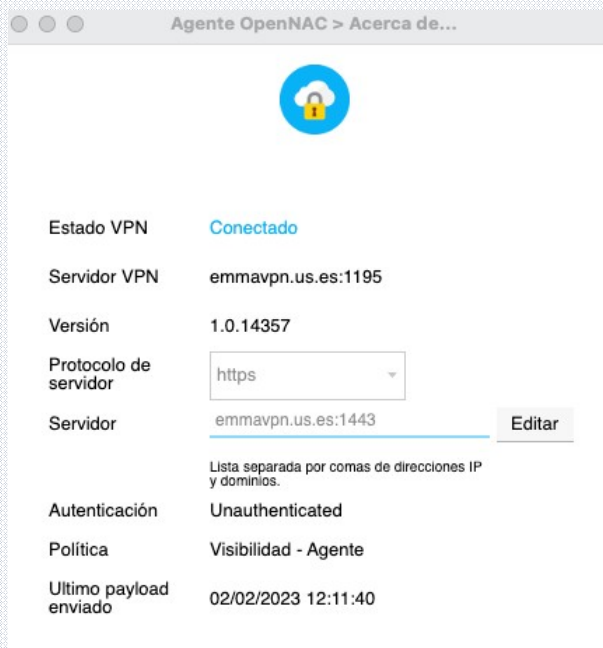 Agente OpenNAC > Acerca de...
Estado VPN Conectado
Servidor VPN emmavpn.us.es:1195
Versión 1.0.14357
Protocolo de
servidor
https
Servidor emmavpn.us.es:1443 Editar
Lista separada por comas de direcciones IP
y dominios.
Autenticación Unauthenticated
Política Visibilidad - Agente
Ultimo payload
enviado
02/02/2023 12:11:40